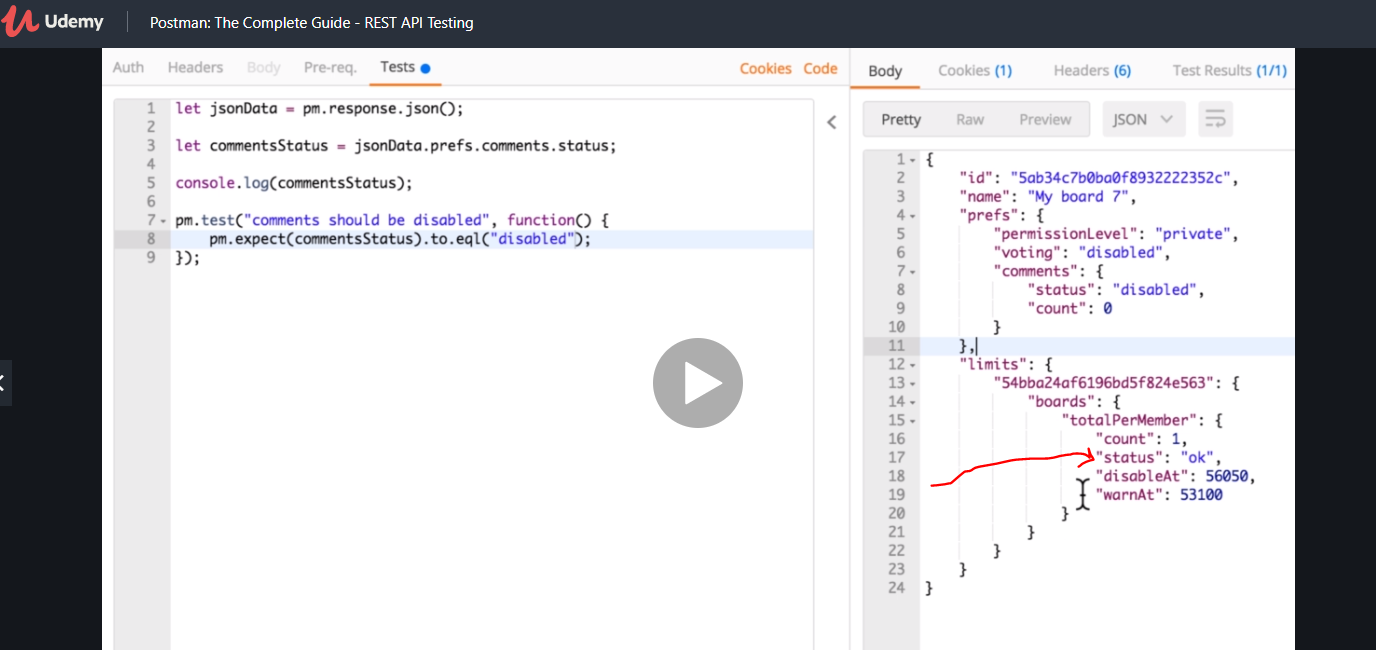 Udemy
Postman: The Complete Guide - REST API Testing
Auth Headers Body Pre-req. Tests Cookies Code
1 let jsonData = pm.response.json();
2
3 let commentsStatus = jsonData.prefs.comments.status;
4
5 console.log(commentsStatus);
6
7 pm.test("comments should be disabled", function() {
8 pm.expect(commentsStatus).to.eql("disabled");
9 });
Body Cookies (1) Headers (6) Test Results (1/1)
Pretty Raw Preview JSON
1 {
2 "id": "5ab34c7b0ba0f8932222352c",
3 "name": "My board 7",
4 "prefs": {
5 "permissionLevel": "private",
6 "voting": "disabled",
7 "comments": {
8 "status": "disabled",
9 "count": 0
10 }
11 },
12 "limits": {
13 "54bba24af6196bd5f824e563": {
14 "boards": {
15 "totalPerMember": {
16 "count": 1,
17 "status": "ok",
18 "disableAt": 56050,
19 "warnAt": 53100
20 }
21 }
22 }
23 }
24 }